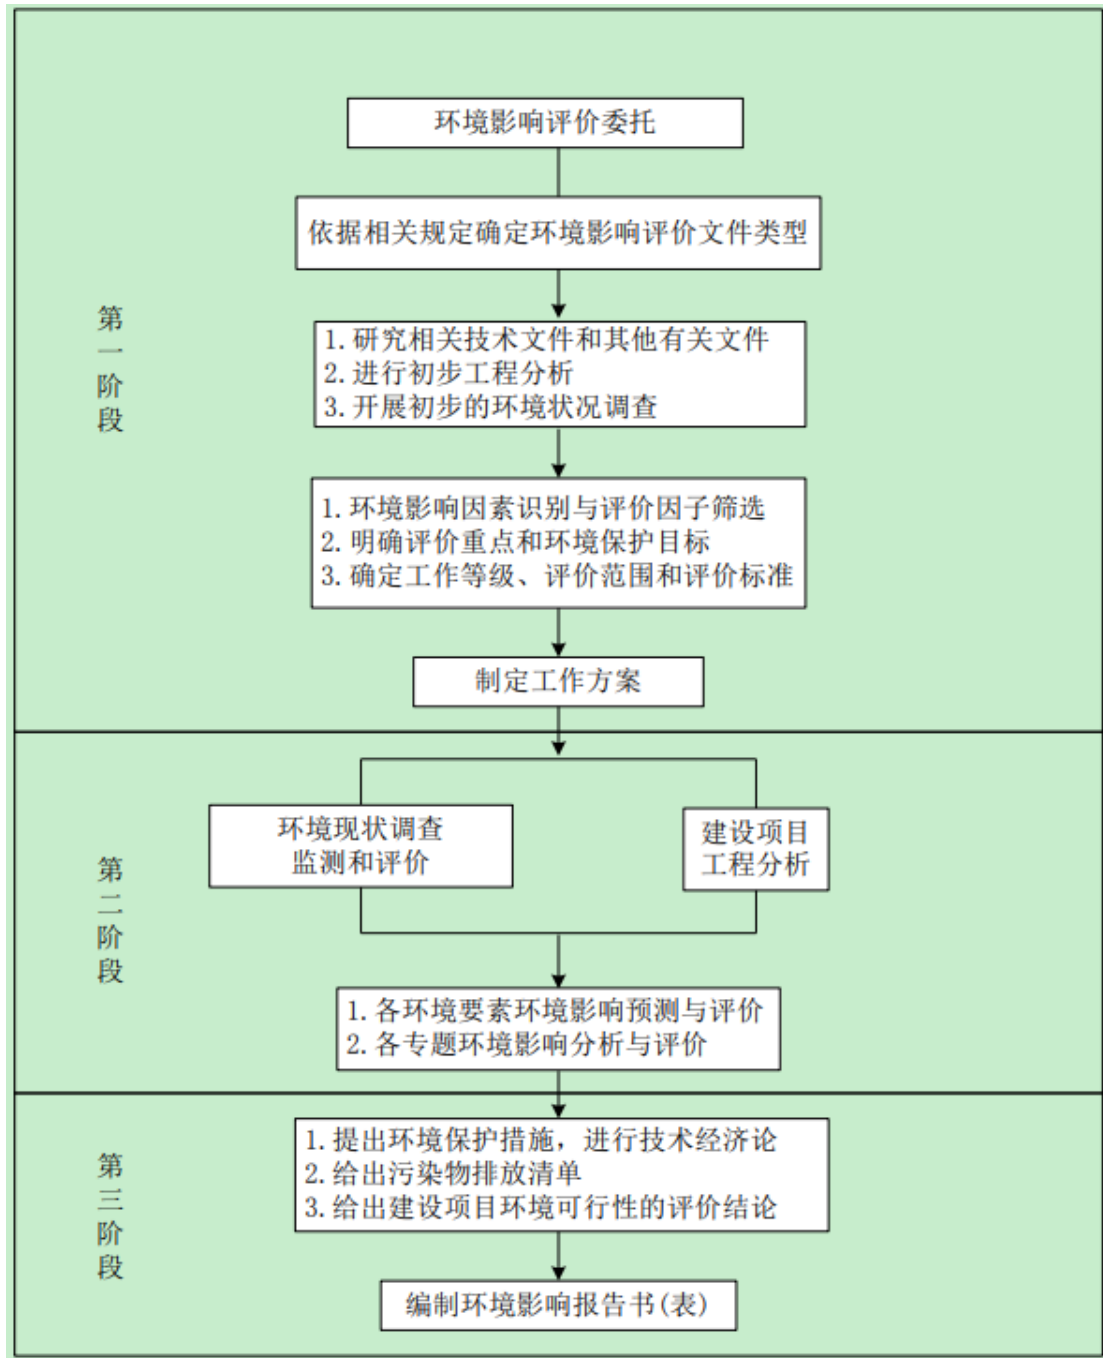 环境影响评价委托
依据相关规定确定环境影响评价文件类型
第一阶段
1.研究相关技术文件和其他有关文件
2.进行初步工程分析
3.开展初步的环境状况调查
1.环境影响因素识别与评价因子筛选
2.明确评价重点和环境保护目标
3.确定工作等级、评价范围和评价标准
制定工作方案
第二阶段
环境现状调查
监测和评价
建设项目
工程分析
1.各环境要素环境影响预测与评价
2.各专题环境影响分析与评价
第三阶段
1.提出环境保护措施，进行技术经济论
2.给出污染物排放清单
3.给出建设项目环境可行性的评价结论
编制环境影响报告书(表)